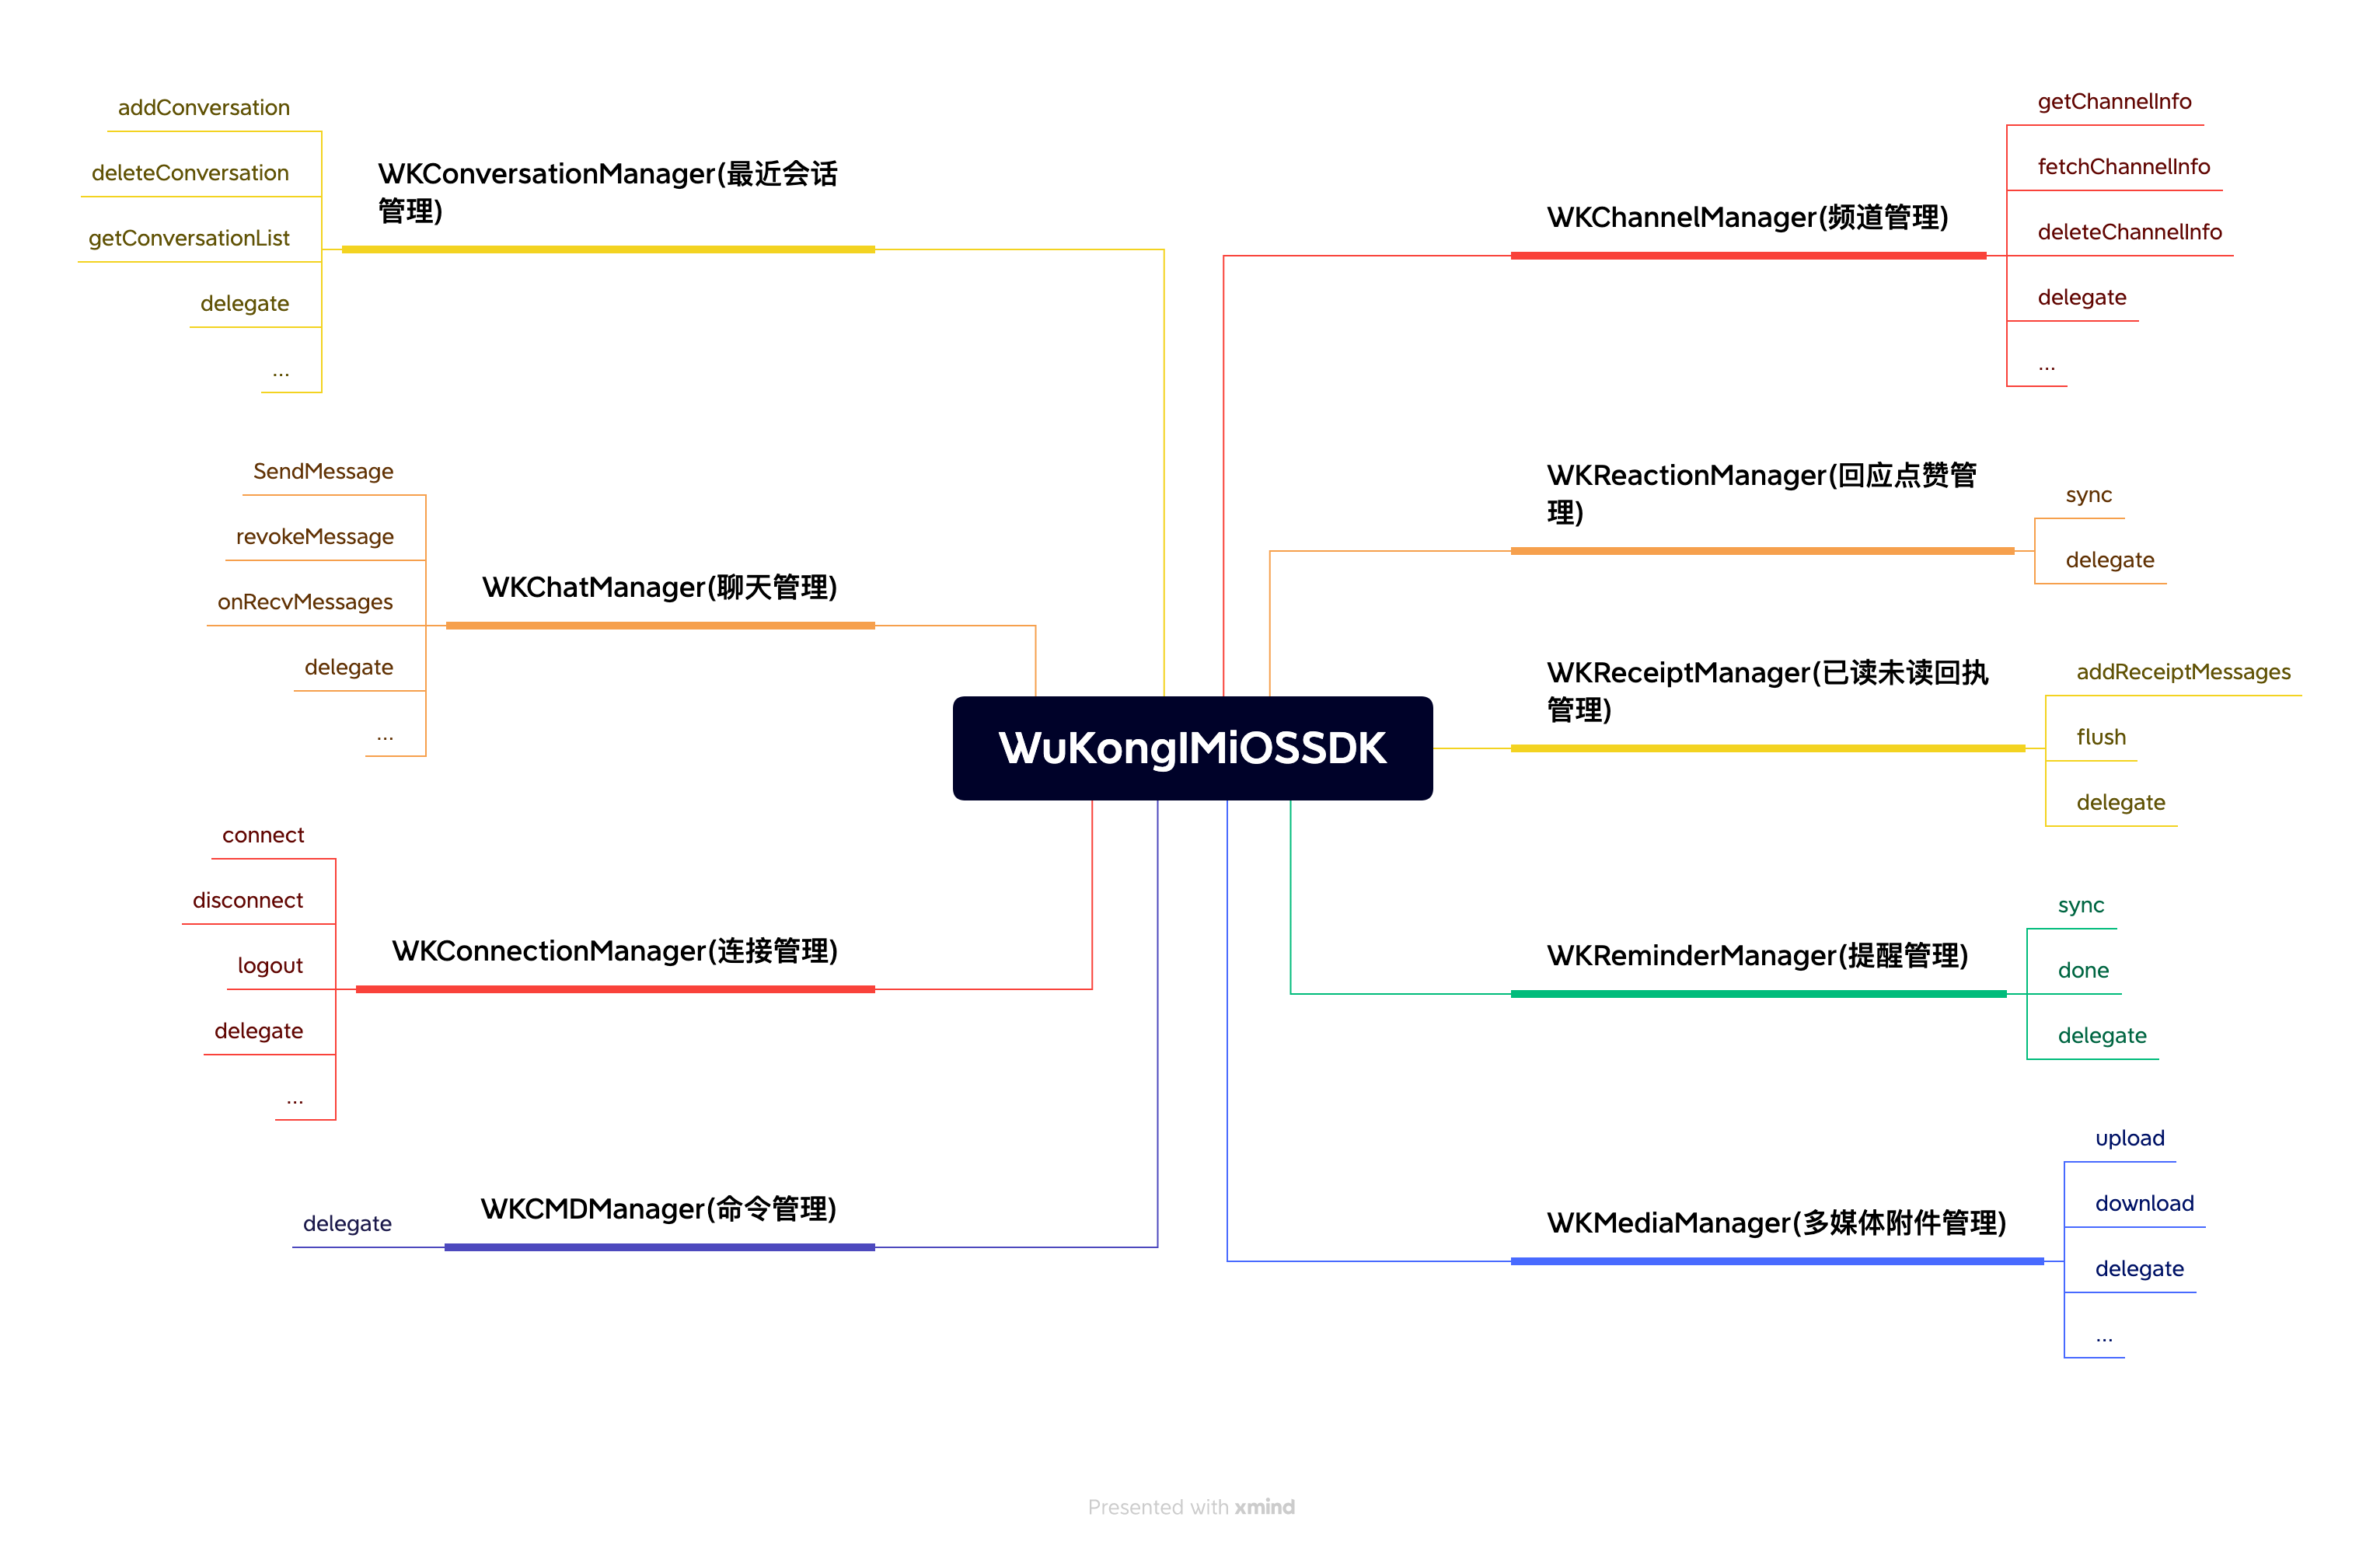 WuKongIMiOSSDK
WKConversationManager(最近会话
管理)
addConversation
deleteConversation
getConversationList
delegate
...
WKChatManager(聊天管理)
SendMessage
revokeMessage
onRecvMessages
delegate
...
WKConnectionManager(连接管理)
connect
disconnect
logout
delegate
...
WKCMDManager(命令管理)
delegate
WKChannelManager(频道管理)
getChannelInfo
fetchChannelInfo
deleteChannelInfo
delegate
...
WKReactionManager(回应点赞管
理)
sync
delegate
WKReceiptManager(已读未读回执
管理)
addReceiptMessages
flush
delegate
WKReminderManager(提醒管理)
sync
done
delegate
WKMediaManager(多媒体附件管理)
upload
download
delegate
...
Presented with xmind